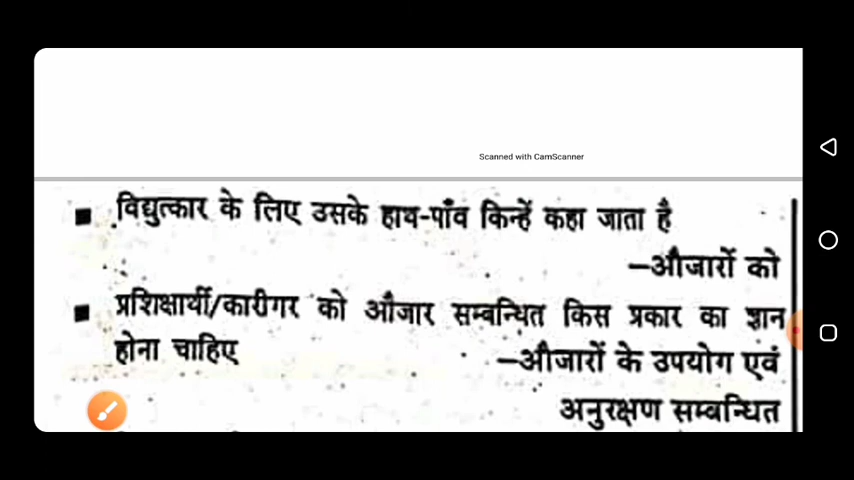 Scanned with CamScanner
■ विद्युत्कार के लिए उसके हाथ-पाँव किन्हें कहा जाता है
–औजारों को
■ प्रशिक्षार्थी/कारीगर को औजार सम्बन्धित किस प्रकार का ज्ञान
होना चाहिए –औजारों के उपयोग एवं
अनुरक्षण सम्बन्धित